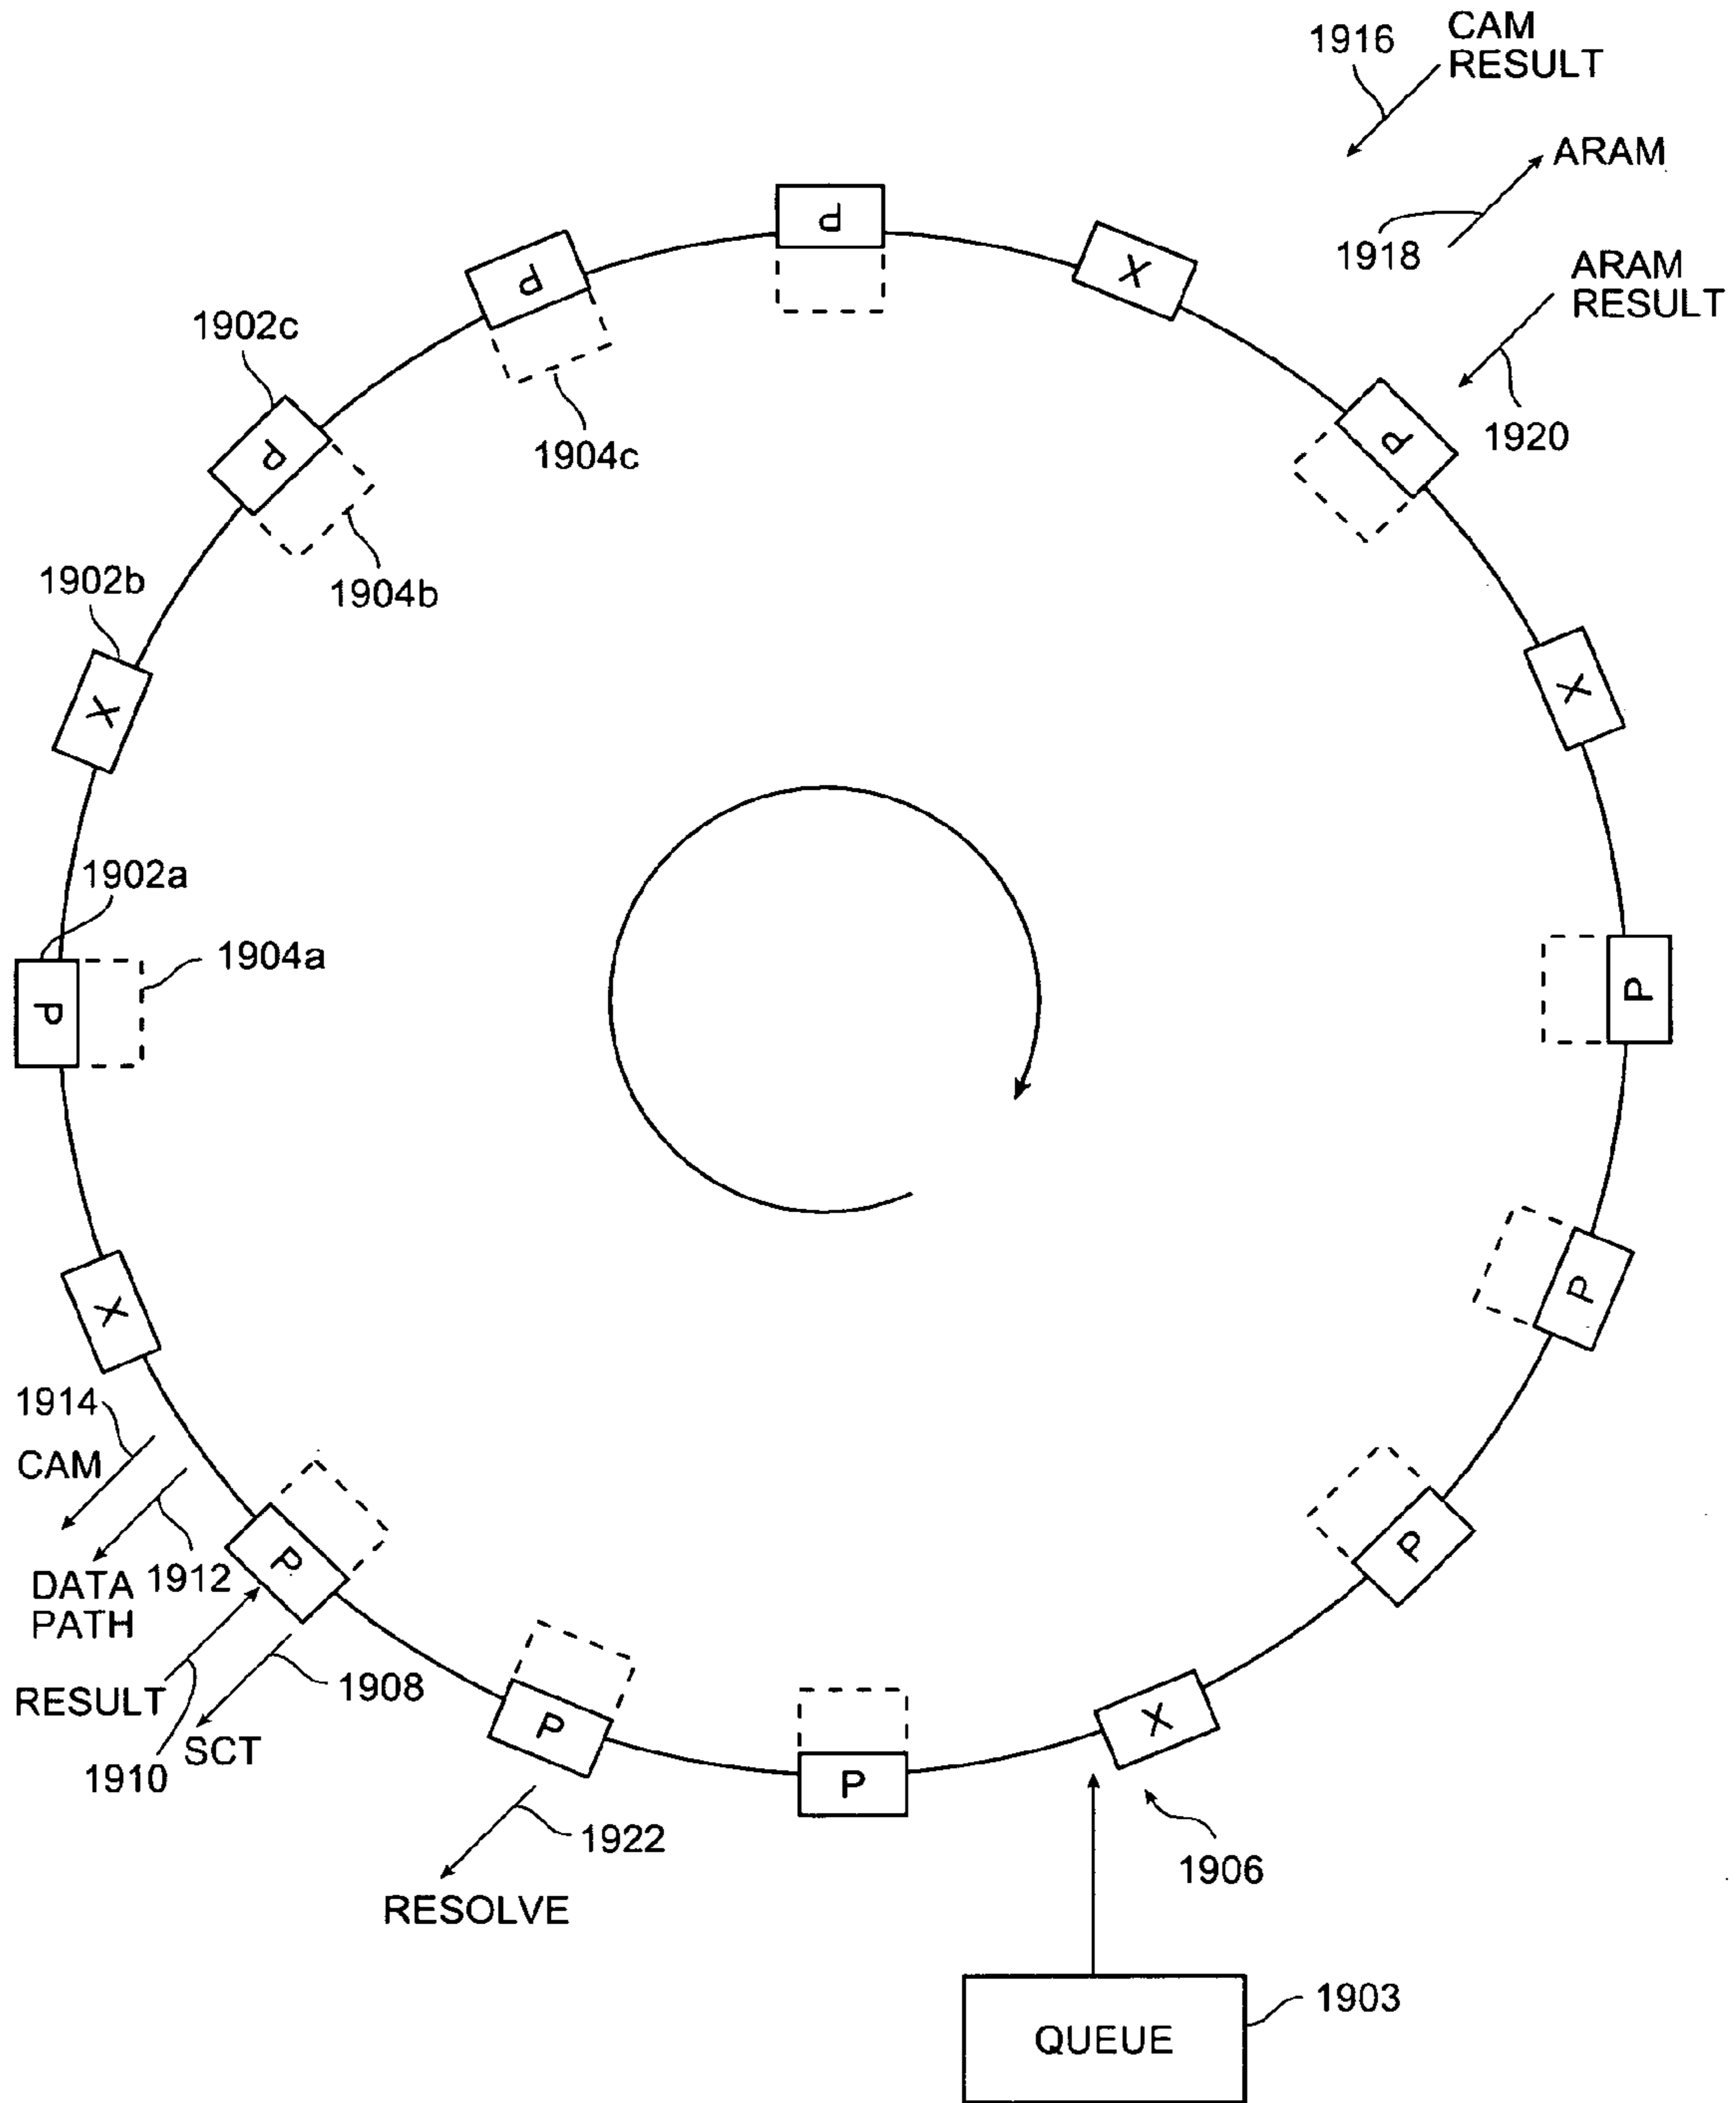 1916
CAM
RESULT
ARAM
1918
ARAM
RESULT
1920
P
P
X
1902c
P
1904c
P
1904b
1902b
X
X
1902a
1904a
P
P
P
X
1914
CAM
P
P
DATA
PATH
1912
RESULT
1908
1910
SCT
P
P
X
1922
1906
RESOLVE
1903
QUEUE